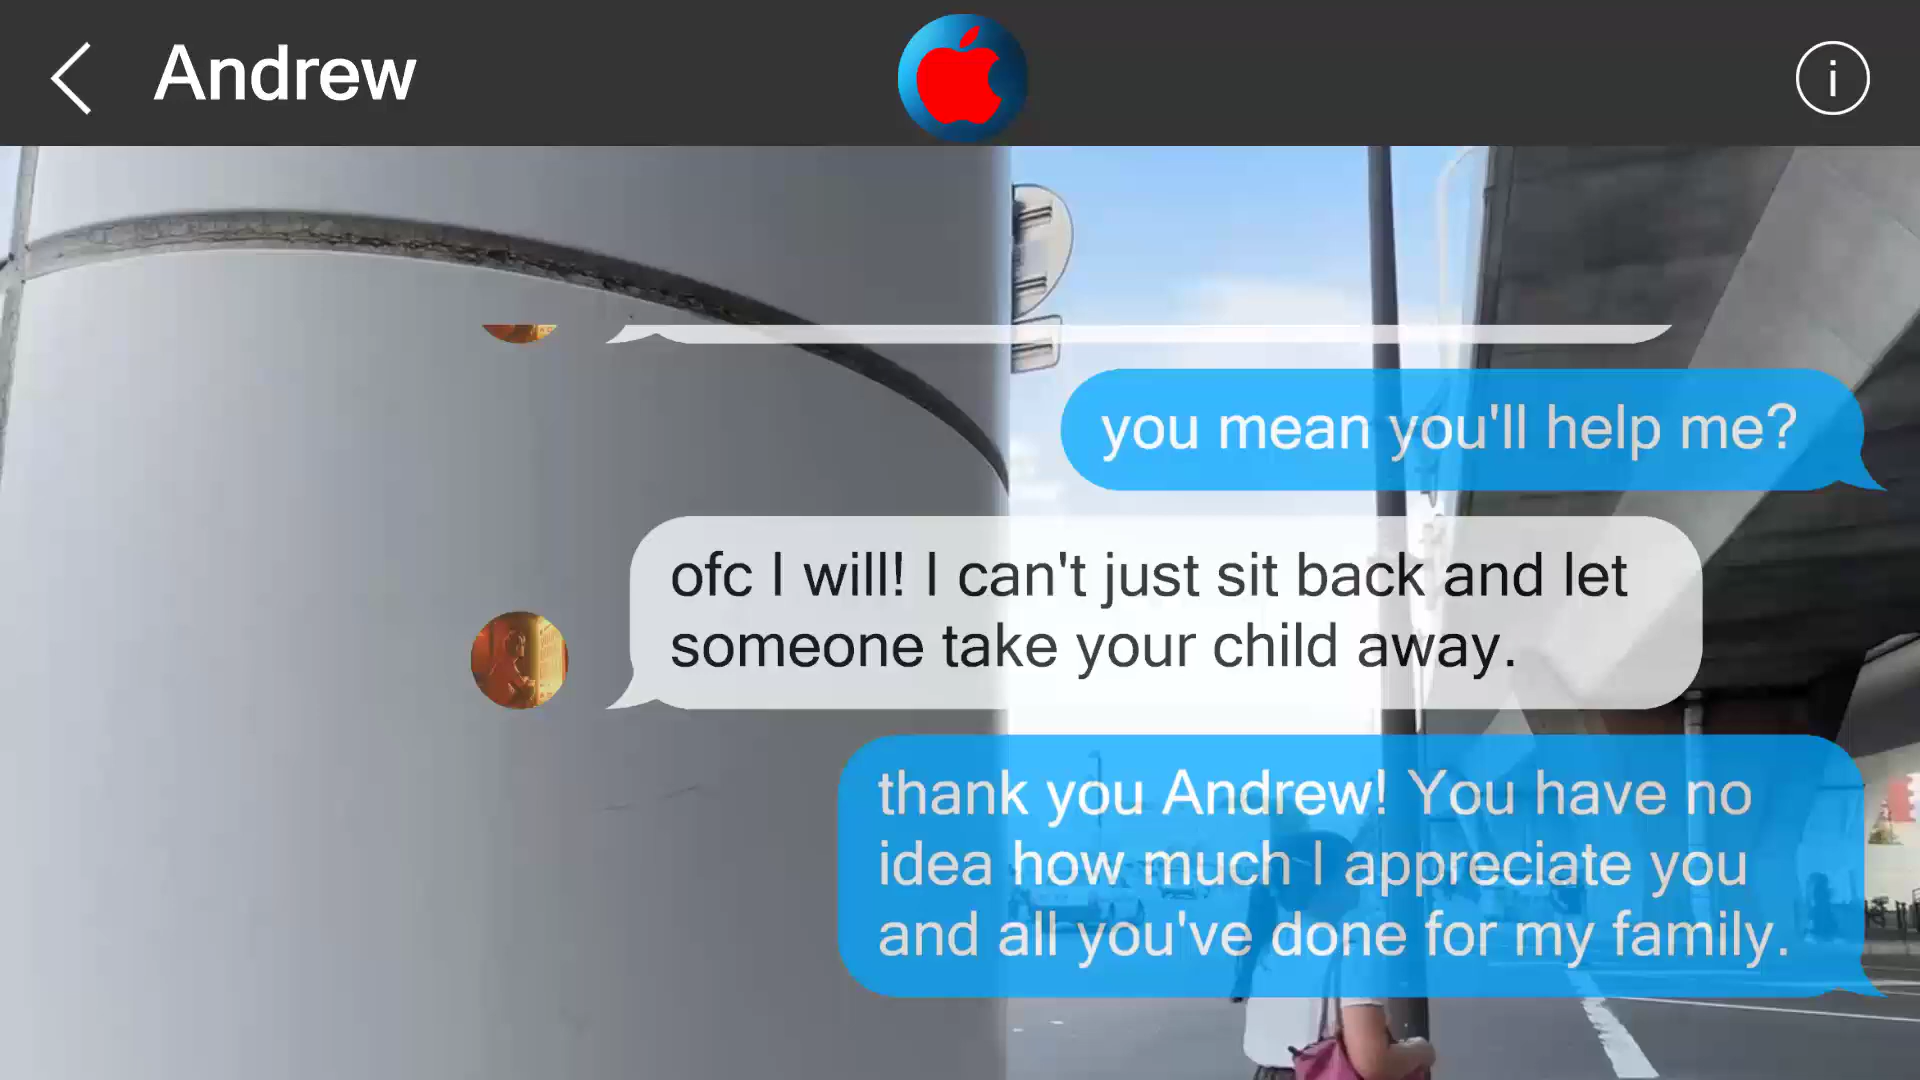 Andrew
i
you mean you'll help me?
ofc I will! I can't just sit back and let
someone take your child away.
thank you Andrew! You have no
idea how much I appreciate you
and all you've done for my family.